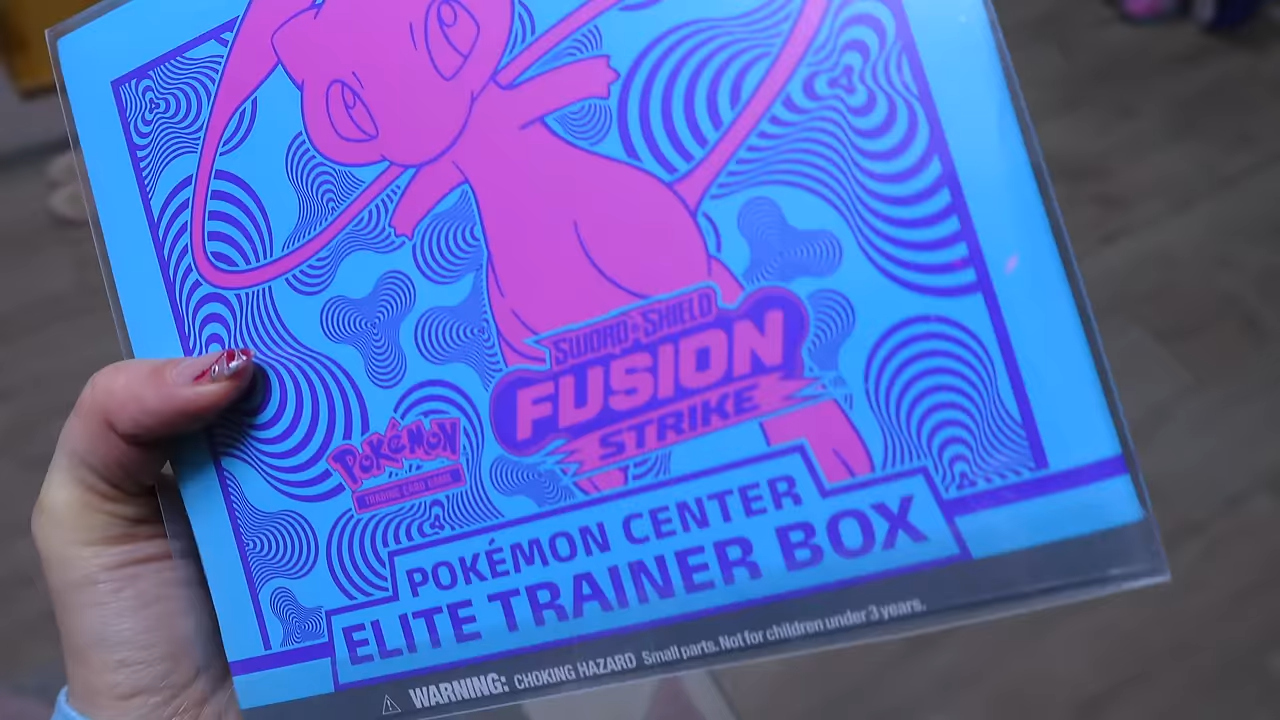 SWORD & SHIELD
FUSION
STRIKE
POKéMON
TRADING CARD GAME
POKÉMON CENTER
ELITE TRAINER BOX
WARNING: CHOKING HAZARD Small parts. Not for children under 3 years.